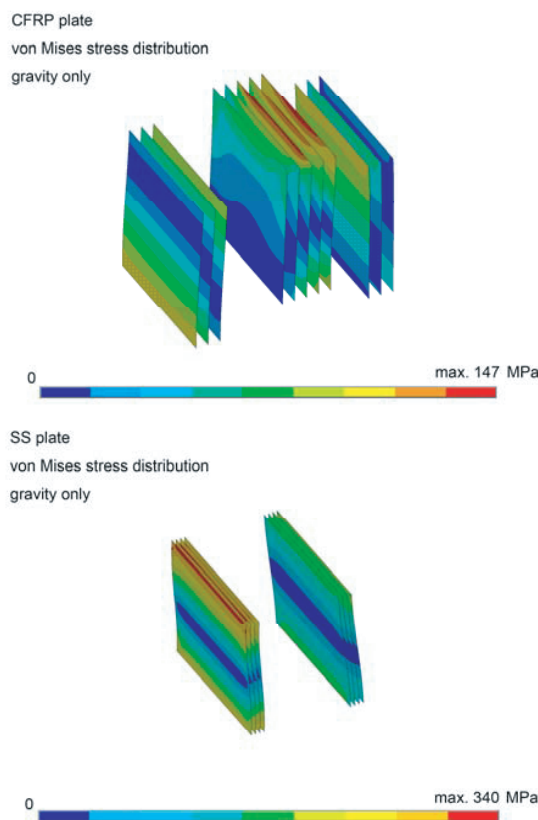 CFRP plate
von Mises stress distribution
gravity only
0 max. 147 MPa
SS plate
von Mises stress distribution
gravity only
0 max. 340 MPa